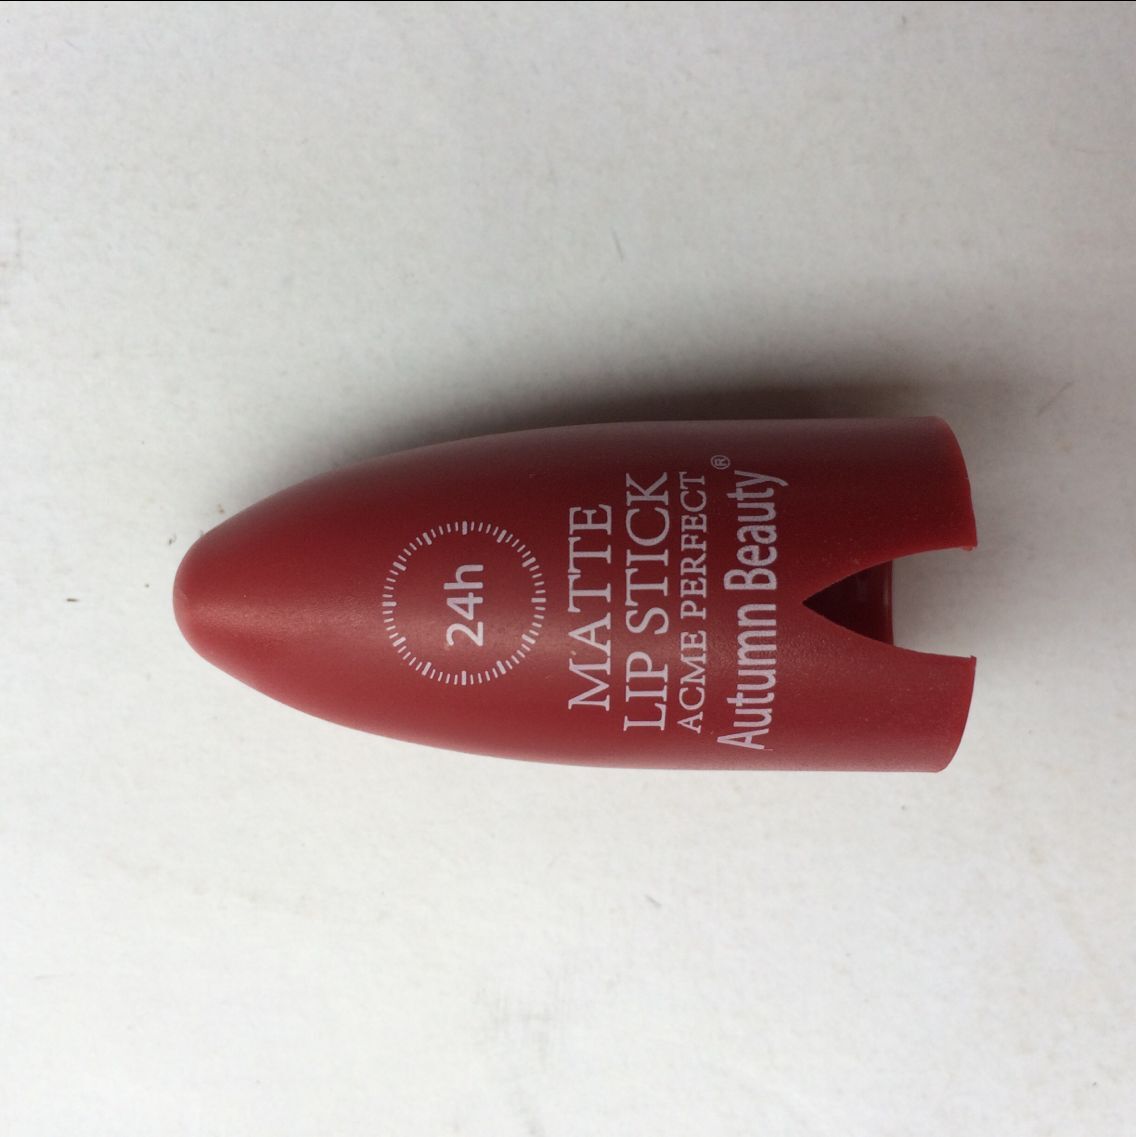 24h
MATTE
LIP STICK
ACME PERFECT
Autumn Beauty®